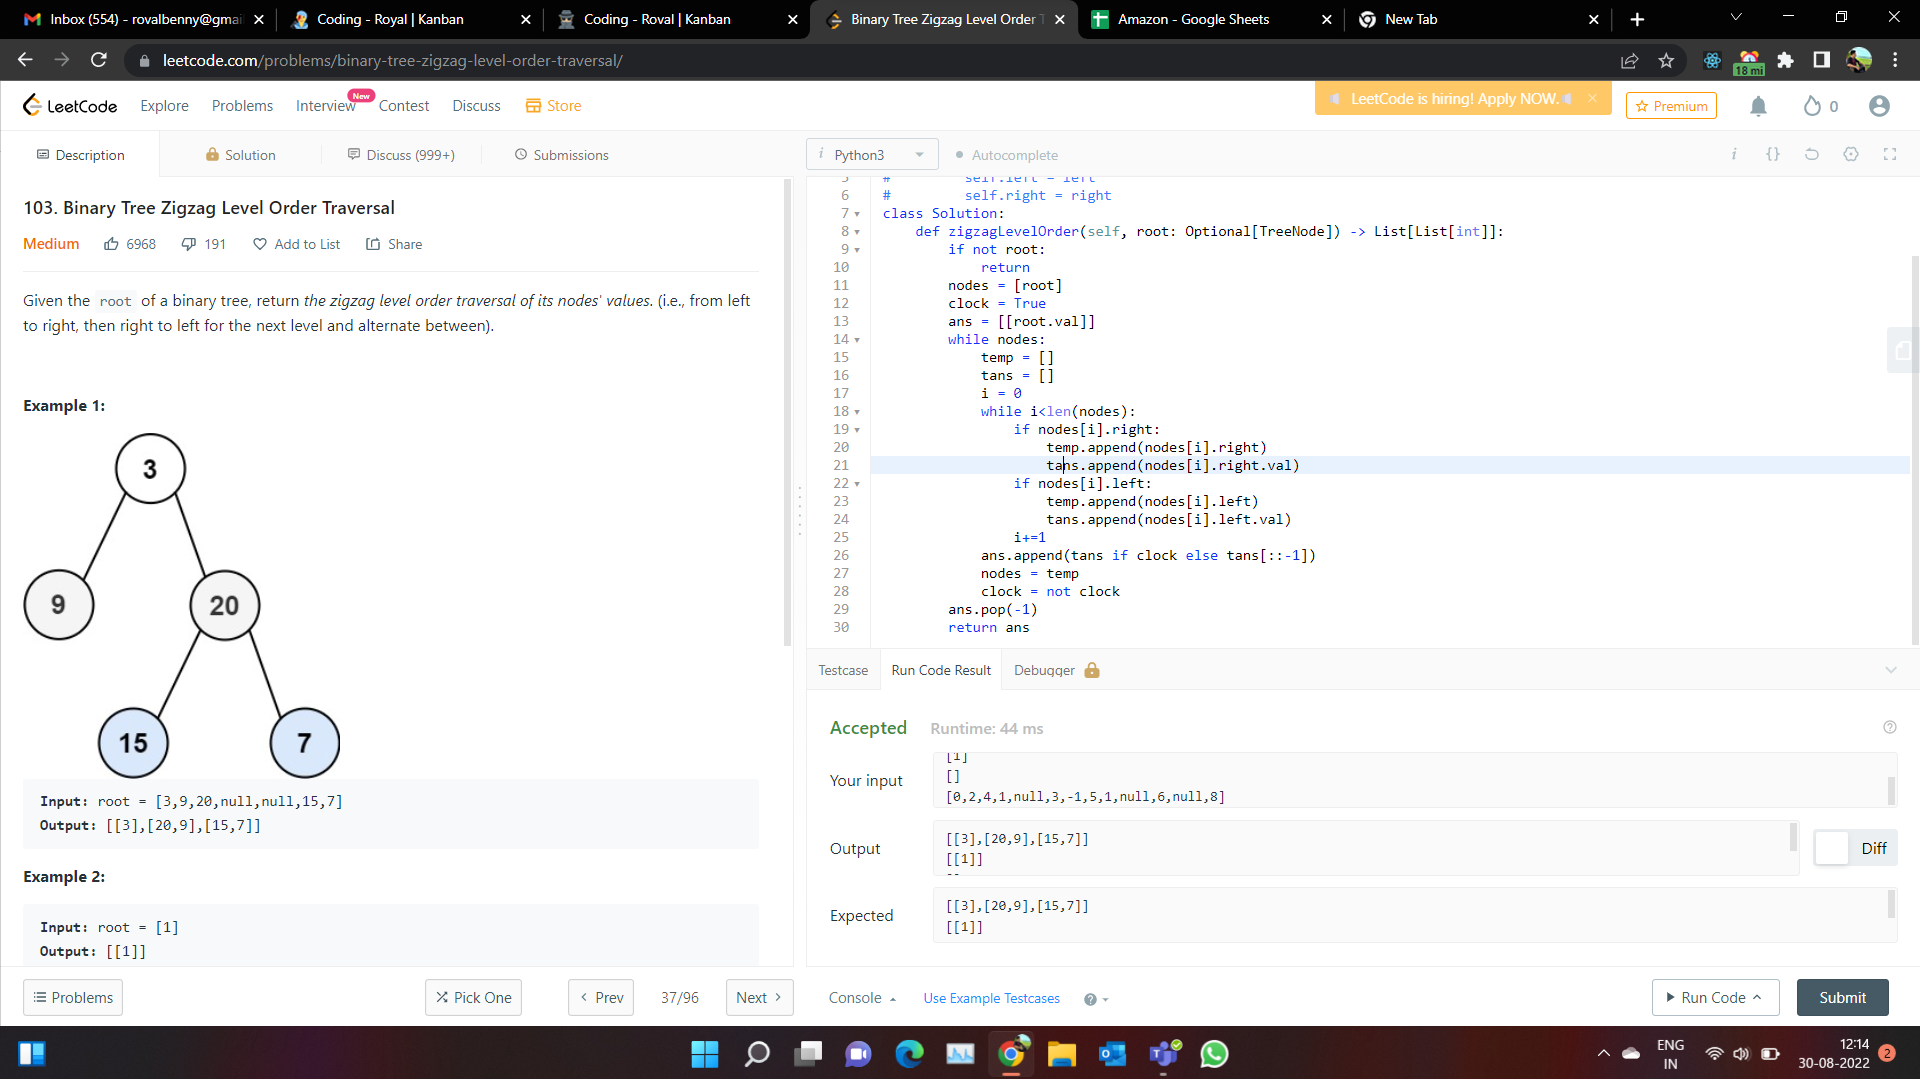 Inbox (554) - rovalbenny@gmai
Coding - Royal | Kanban
Coding - Roval | Kanban
Binary Tree Zigzag Level Order T
Amazon - Google Sheets
New Tab
leetcode.com/problems/binary-tree-zigzag-level-order-traversal/
18 mi
LeetCode
Explore
Problems
Interview
New
Contest
Discuss
Store
LeetCode is hiring! Apply NOW.
Premium
0
Description
Solution
Discuss (999+)
Submissions
i Python3
Autocomplete
103. Binary Tree Zigzag Level Order Traversal
Medium
6968
191
Add to List
Share
Given the root of a binary tree, return the zigzag level order traversal of its nodes' values. (i.e., from left
to right, then right to left for the next level and alternate between).
Example 1:
3
9
20
15
7
Input: root = [3,9,20,null,null,15,7]
Output: [[3],[20,9],[15,7]]
Example 2:
Input: root = [1]
Output: [[1]]
5 # self.left = left
6 # self.right = right
7 class Solution:
8 def zigzagLevelOrder(self, root: Optional[TreeNode]) -> List[List[int]]:
9 if not root:
10 return
11 nodes = [root]
12 clock = True
13 ans = [[root.val]]
14 while nodes:
15 temp = []
16 tans = []
17 i = 0
18 while i<len(nodes):
19 if nodes[i].right:
20 temp.append(nodes[i].right)
21 tans.append(nodes[i].right.val)
22 if nodes[i].left:
23 temp.append(nodes[i].left)
24 tans.append(nodes[i].left.val)
25 i+=1
26 ans.append(tans if clock else tans[::-1])
27 nodes = temp
28 clock = not clock
29 ans.pop(-1)
30 return ans
Testcase
Run Code Result
Debugger
Accepted
Runtime: 44 ms
Your input
[1]
[]
[0,2,4,1,null,3,-1,5,1,null,6,null,8]
Output
[[3],[20,9],[15,7]]
[[1]]
Diff
Expected
[[3],[20,9],[15,7]]
[[1]]
Problems
Pick One
Prev
37/96
Next
Console
Use Example Testcases
Run Code
Submit
ENG
IN
12:14
30-08-2022
2